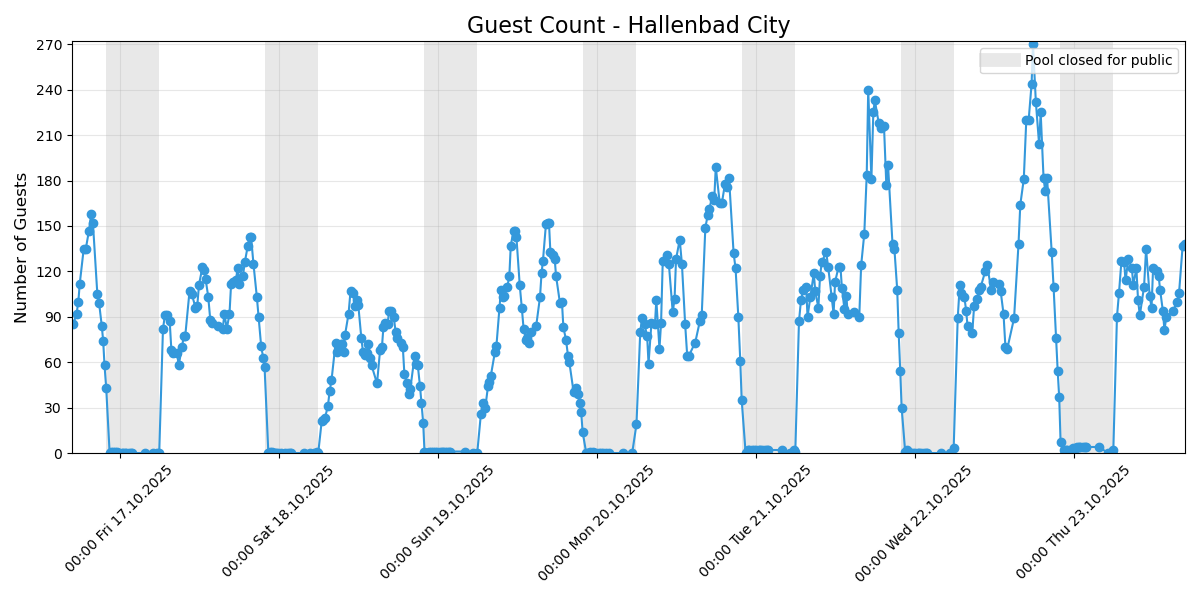 Guest Count - Hallenbad City
Pool closed for public
Number of Guests
270
240
210
180
150
120
90
60
30
0
00:00 Fri 17.10.2025
00:00 Sat 18.10.2025
00:00 Sun 19.10.2025
00:00 Mon 20.10.2025
00:00 Tue 21.10.2025
00:00 Wed 22.10.2025
00:00 Thu 23.10.2025